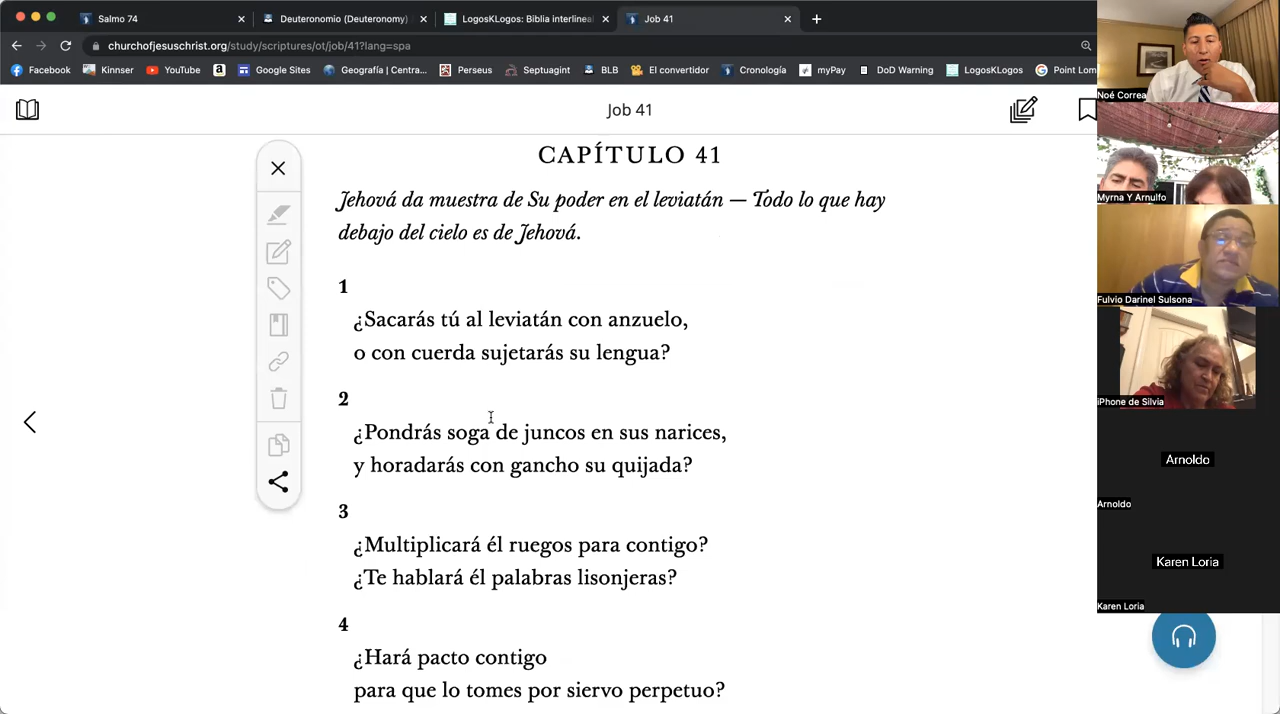 Salmo 74
Deuteronomio (Deuteronomy)
LogosKLogos: Biblia interlineal
Job 41
churchofjesuschrist.org/study/scriptures/ot/job/41?lang=spa
Facebook
Kinnser
YouTube
Google Sites
Geografía | Centra...
Perseus
Septuagint
BLB
El convertidor
Cronología
myPay
DoD Warning
LogosKLogos
Point Lom
Job 41
CAPÍTULO 41
Jehová da muestra de Su poder en el leviatán — Todo lo que hay
debajo del cielo es de Jehová.
1
¿Sacarás tú al leviatán con anzuelo,
o con cuerda sujetarás su lengua?
2
¿Pondrás soga de juncos en sus narices,
y horadarás con gancho su quijada?
3
¿Multiplicará él ruegos para contigo?
¿Te hablará él palabras lisonjeras?
4
¿Hará pacto contigo
para que lo tomes por siervo perpetuo?
Noé Correa
Myrna Y Arnulfo
Fulvio Darinel Sulsona
iPhone de Silvia
Arnoldo
Arnoldo
Karen Loria
Karen Loria